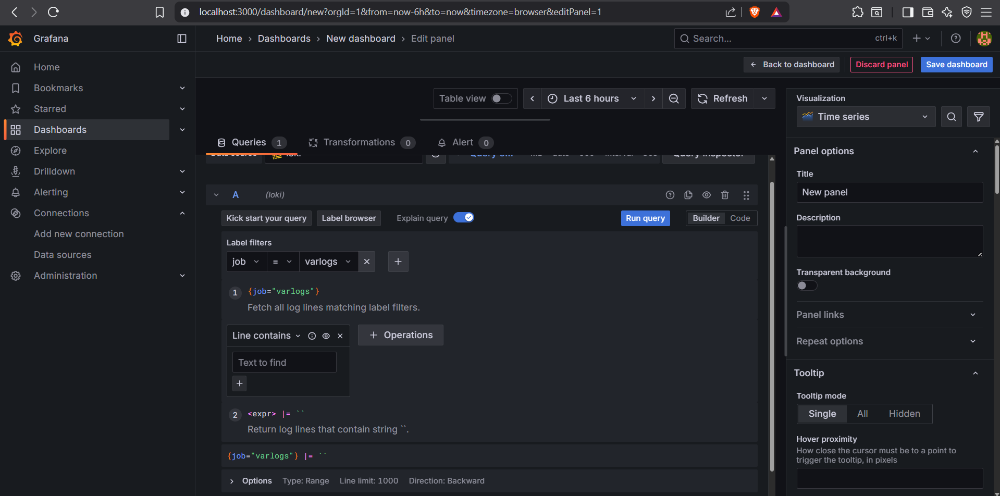 localhost:3000/dashboard/new?orgId=1&from=now-6h&to=now&timezone=browser&editPanel=1
Grafana
Home › Dashboards › New dashboard › Edit panel
Search... ctrl+k
Back to dashboard
Discard panel
Save dashboard
Home
Bookmarks
Starred
Dashboards
Explore
Drilldown
Alerting
Connections
Add new connection
Data sources
Administration
Table view
Last 6 hours
Refresh
Queries 1
Transformations 0
Alert 0
Query inspector
A (loki)
Kick start your query
Label browser
Explain query
Run query
Builder
Code
Label filters
job = varlogs
1 {job="varlogs"}
Fetch all log lines matching label filters.
Line contains
+ Operations
Text to find
+
2 <expr> |= ``
Return log lines that contain string ``.
{job="varlogs"} |= ``
Options Type: Range Line limit: 1000 Direction: Backward
Visualization
Time series
Panel options
Title
New panel
Description
Transparent background
Panel links
Repeat options
Tooltip
Tooltip mode
Single All Hidden
Hover proximity
How close the cursor must be to a point to
trigger the tooltip, in pixels